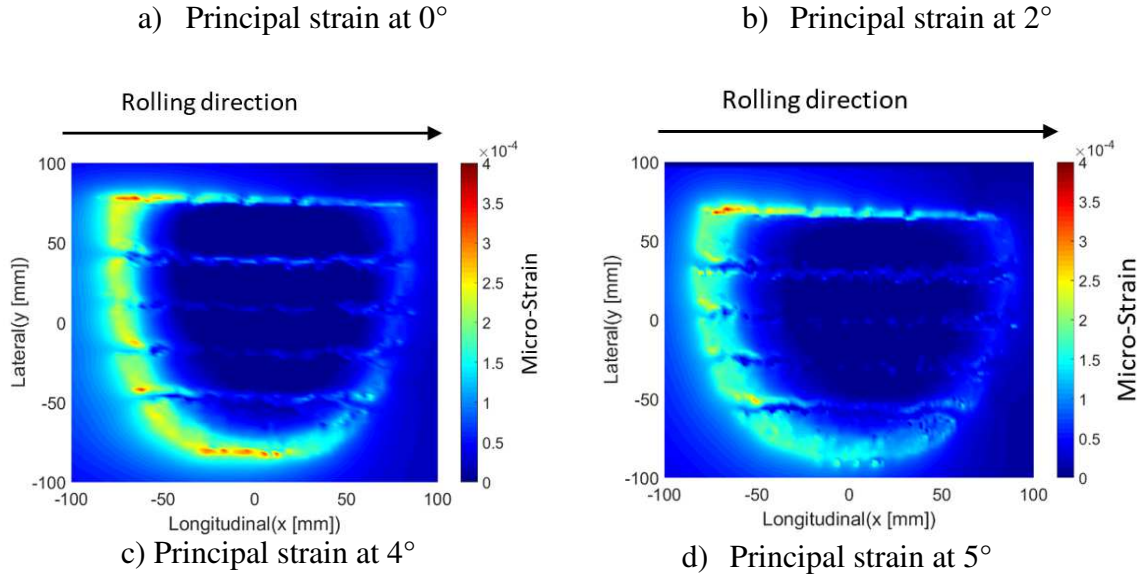 a) Principal strain at 0°
b) Principal strain at 2°
Rolling direction
×10⁻⁴
100
50
0
-50
-100
Lateral(y [mm])
-100 -50 0 50 100
Longitudinal(x [mm])
4
3.5
3
2.5
2
1.5
1
0.5
0
Micro-Strain
c) Principal strain at 4°
Rolling direction
×10⁻⁴
100
50
0
-50
-100
Lateral(y [mm])
-100 -50 0 50 100
Longitudinal(x [mm])
4
3.5
3
2.5
2
1.5
1
0.5
0
Micro-Strain
d) Principal strain at 5°